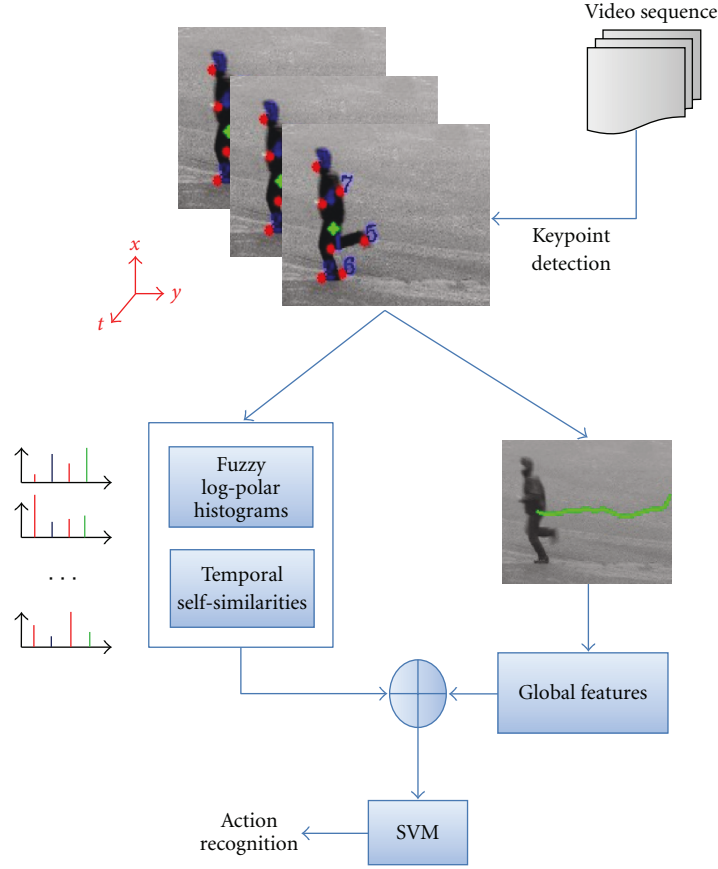 Video sequence
7
5
6
Keypoint
detection
x
y
t
Fuzzy
log-polar
histograms
. . .
Temporal
self-similarities
Global features
SVM
Action
recognition